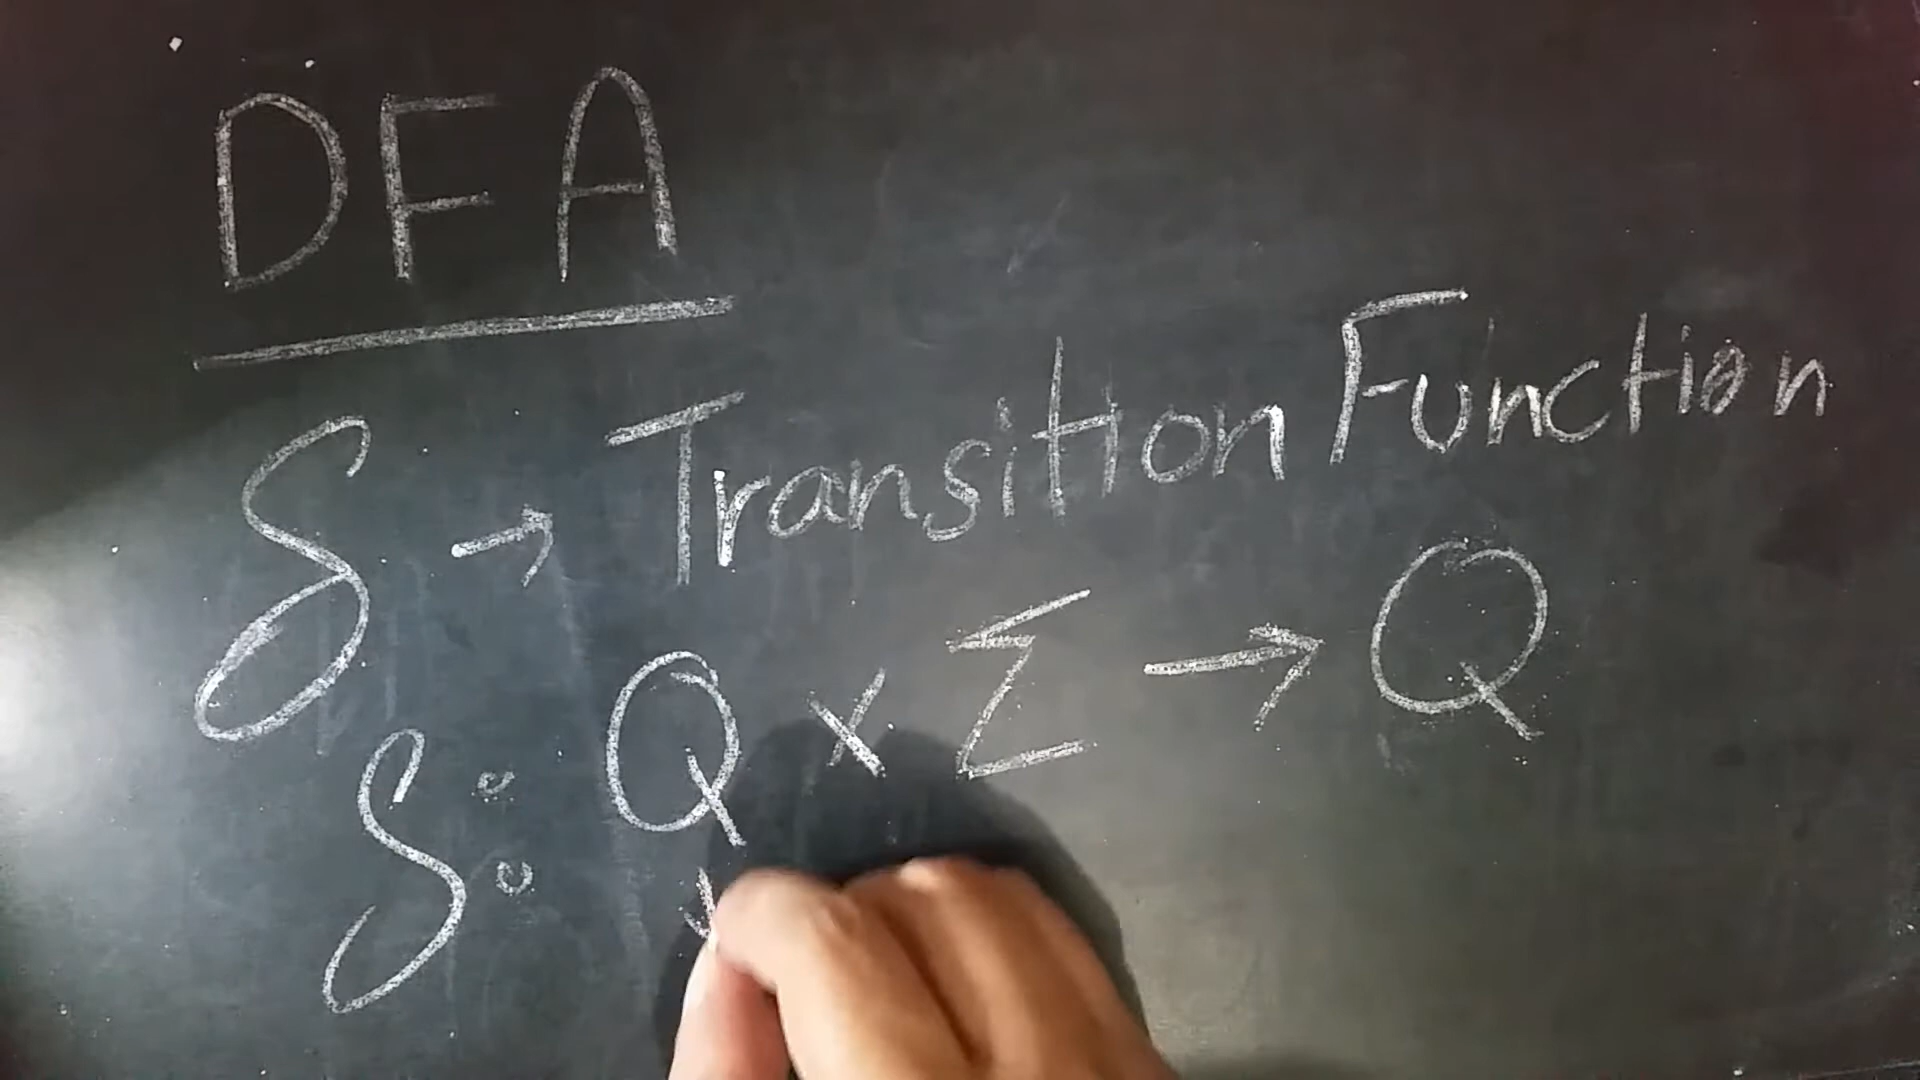 DFA
δ → Transition Function
δ: Q × Σ → Q